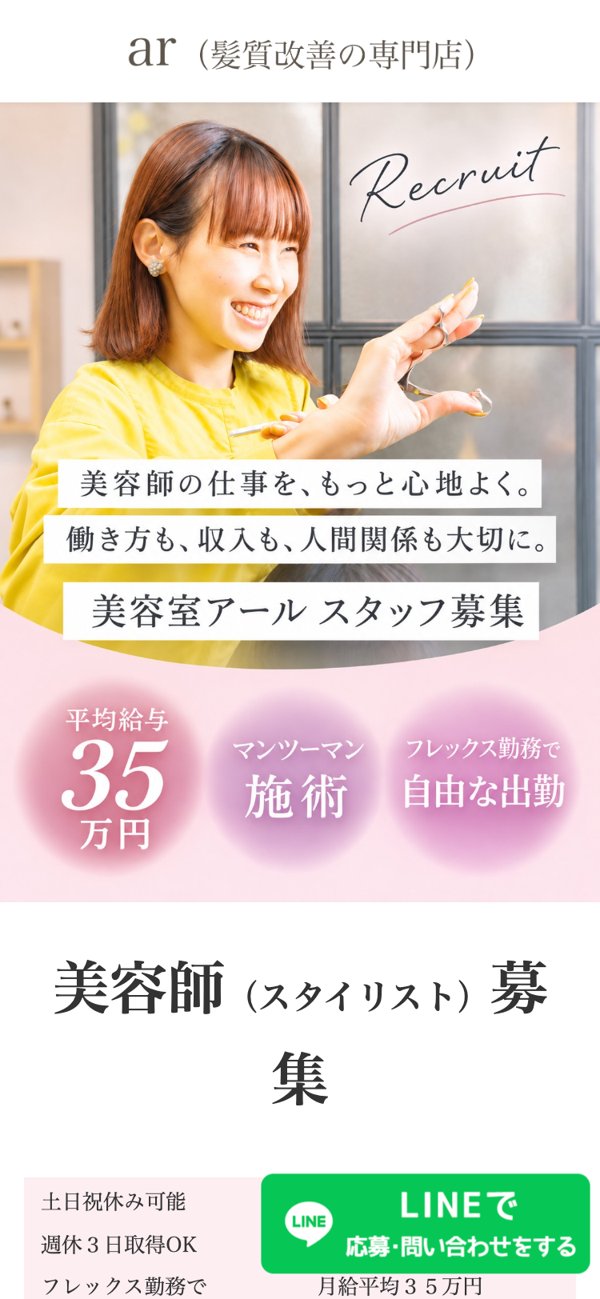 ar（髪質改善の専門店）
Recruit
美容師の仕事を、もっと心地よく。
働き方も、収入も、人間関係も大切に。
美容室アール スタッフ募集
平均給与
35
万円
マンツーマン
施術
フレックス勤務で
自由な出勤
美容師（スタイリスト）募
集
土日祝休み可能
週休３日取得OK
フレックス勤務で
月給平均３５万円
LINE
LINEで
応募・問い合わせをする